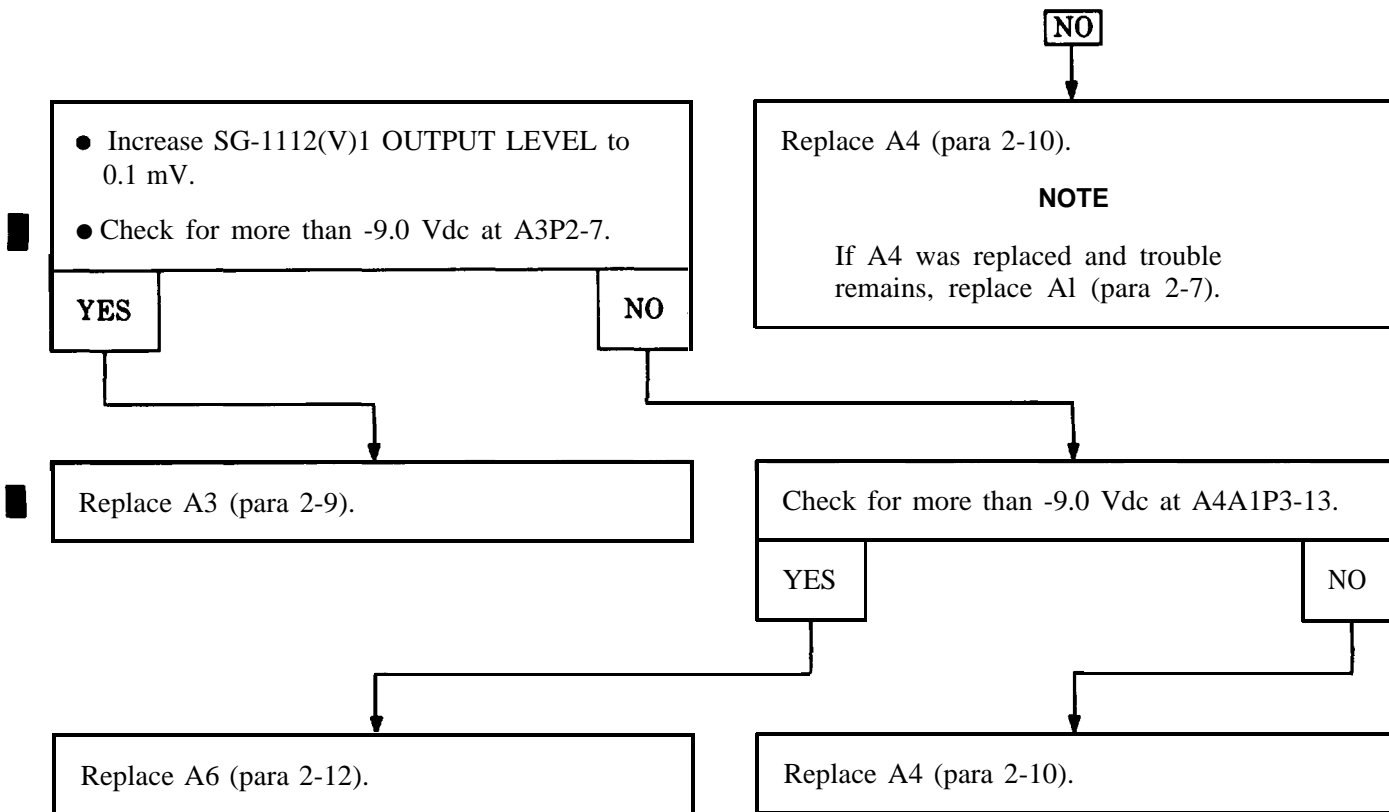 NO
● Increase SG-1112(V)1 OUTPUT LEVEL to
0.1 mV.
● Check for more than -9.0 Vdc at A3P2-7.
YES
NO
Replace A4 (para 2-10).
NOTE
If A4 was replaced and trouble
remains, replace Al (para 2-7).
Replace A3 (para 2-9).
Check for more than -9.0 Vdc at A4A1P3-13.
YES
NO
Replace A6 (para 2-12).
Replace A4 (para 2-10).